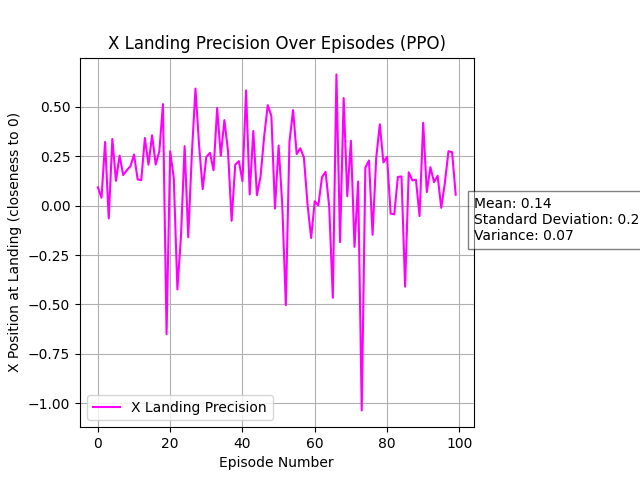 X Landing Precision Over Episodes (PPO)
X Position at Landing (closeness to 0)
0.50
0.25
0.00
−0.25
−0.50
−0.75
−1.00
Mean: 0.14
Standard Deviation: 0.2
Variance: 0.07
X Landing Precision
0 20 40 60 80 100
Episode Number